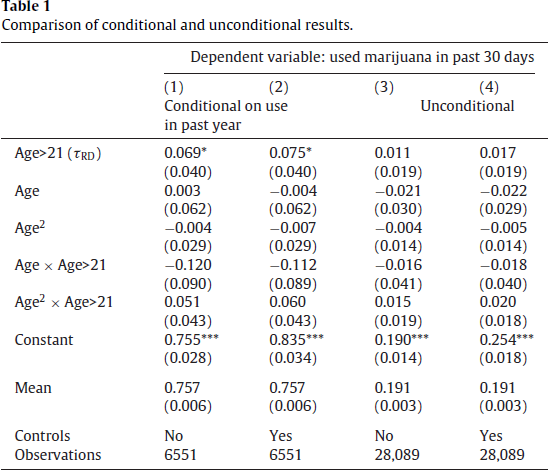 Table 1
Comparison of conditional and unconditional results.
Dependent variable: used marijuana in past 30 days
(1) (2) (3) (4)
Conditional on use Unconditional
in past year
Age>21 (τRD) 0.069* 0.075* 0.011 0.017
(0.040) (0.040) (0.019) (0.019)
Age 0.003 −0.004 −0.021 −0.022
(0.062) (0.062) (0.030) (0.029)
Age² −0.004 −0.007 −0.004 −0.005
(0.029) (0.029) (0.014) (0.014)
Age × Age>21 −0.120 −0.112 −0.016 −0.018
(0.090) (0.089) (0.041) (0.040)
Age² × Age>21 0.051 0.060 0.015 0.020
(0.043) (0.043) (0.019) (0.018)
Constant 0.755*** 0.835*** 0.190*** 0.254***
(0.028) (0.034) (0.014) (0.018)
Mean 0.757 0.757 0.191 0.191
(0.006) (0.006) (0.003) (0.003)
Controls No Yes No Yes
Observations 6551 6551 28,089 28,089